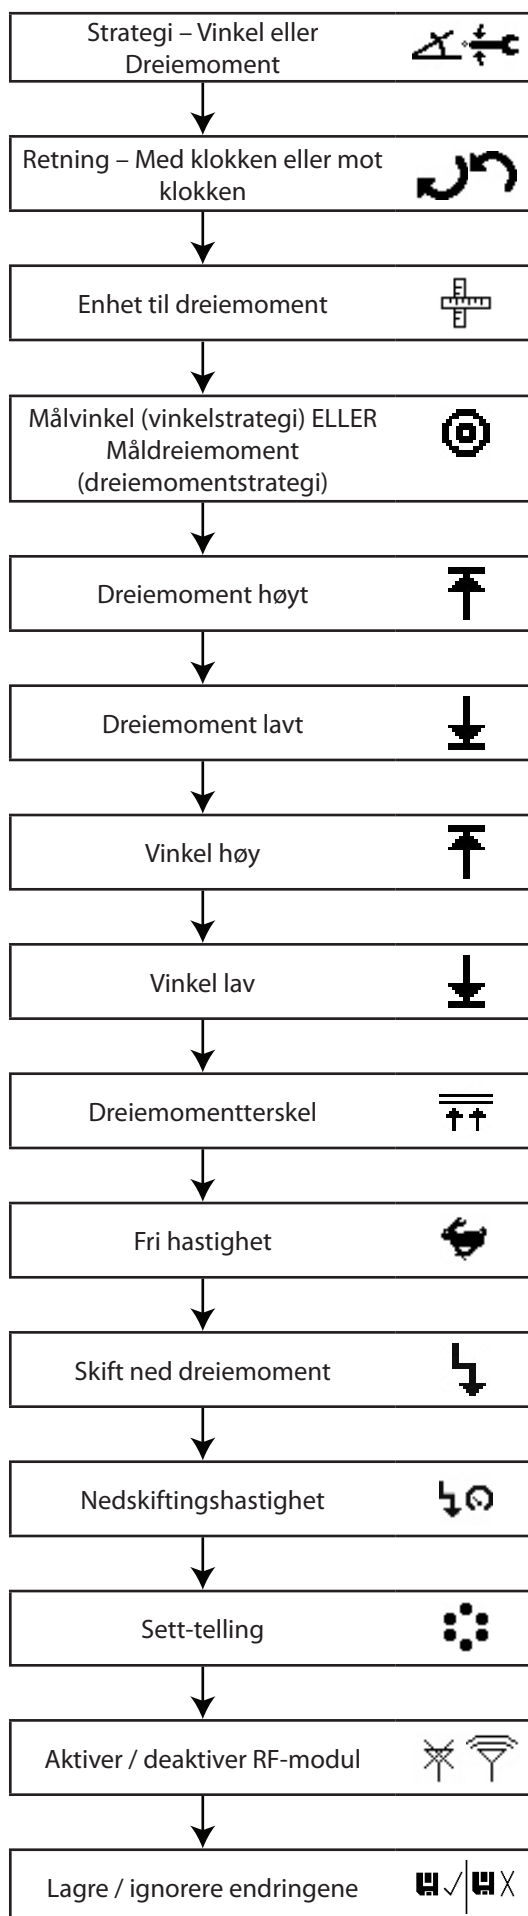 Strategi – Vinkel eller
Dreiemoment
Retning – Med klokken eller mot
klokken
Enhet til dreiemoment
Målvinkel (vinkelstrategi) ELLER
Måldreiemoment
(dreiemomentstrategi)
Dreiemoment høyt
Dreiemoment lavt
Vinkel høy
Vinkel lav
Dreiemomentterskel
Fri hastighet
Skift ned dreiemoment
Nedskiftingshastighet
Sett-telling
Aktiver / deaktiver RF-modul
Lagre / ignorere endringene